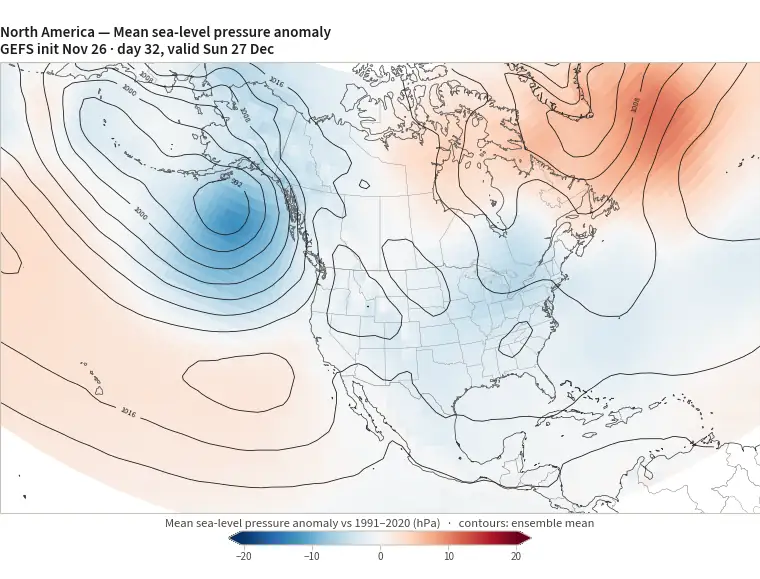 North America — Mean sea-level pressure anomaly
GEFS init Nov 26 · day 32, valid Sun 27 Dec
1008
1000
1016
1008
1008
992
1000
1016
Mean sea-level pressure anomaly vs 1991–2020 (hPa) · contours: ensemble mean
−20 −10 0 10 20